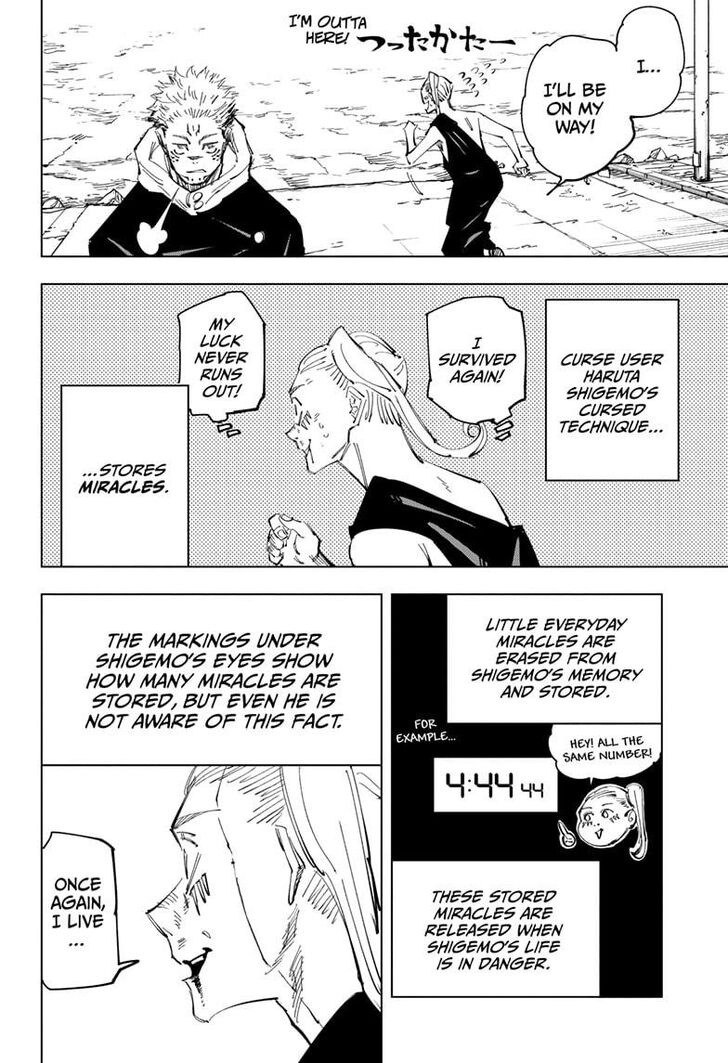 I...
I'LL BE
ON MY
WAY!
I'M OUTTA
HERE!
つったかたー
CURSE USER
HARUTA
SHIGEMO'S
CURSED
TECHNIQUE...
I
SURVIVED
AGAIN!
MY
LUCK
NEVER
RUNS
OUT!
...STORES
MIRACLES.
LITTLE EVERYDAY
MIRACLES ARE
ERASED FROM
SHIGEMO'S MEMORY
AND STORED.
FOR
EXAMPLE...
HEY! ALL THE
SAME NUMBER!
4:44 44
THESE STORED
MIRACLES ARE
RELEASED WHEN
SHIGEMO'S LIFE
IS IN DANGER.
THE MARKINGS UNDER
SHIGEMO'S EYES SHOW
HOW MANY MIRACLES ARE
STORED, BUT EVEN HE IS
NOT AWARE OF THIS FACT.
ONCE
AGAIN,
I LIVE
...